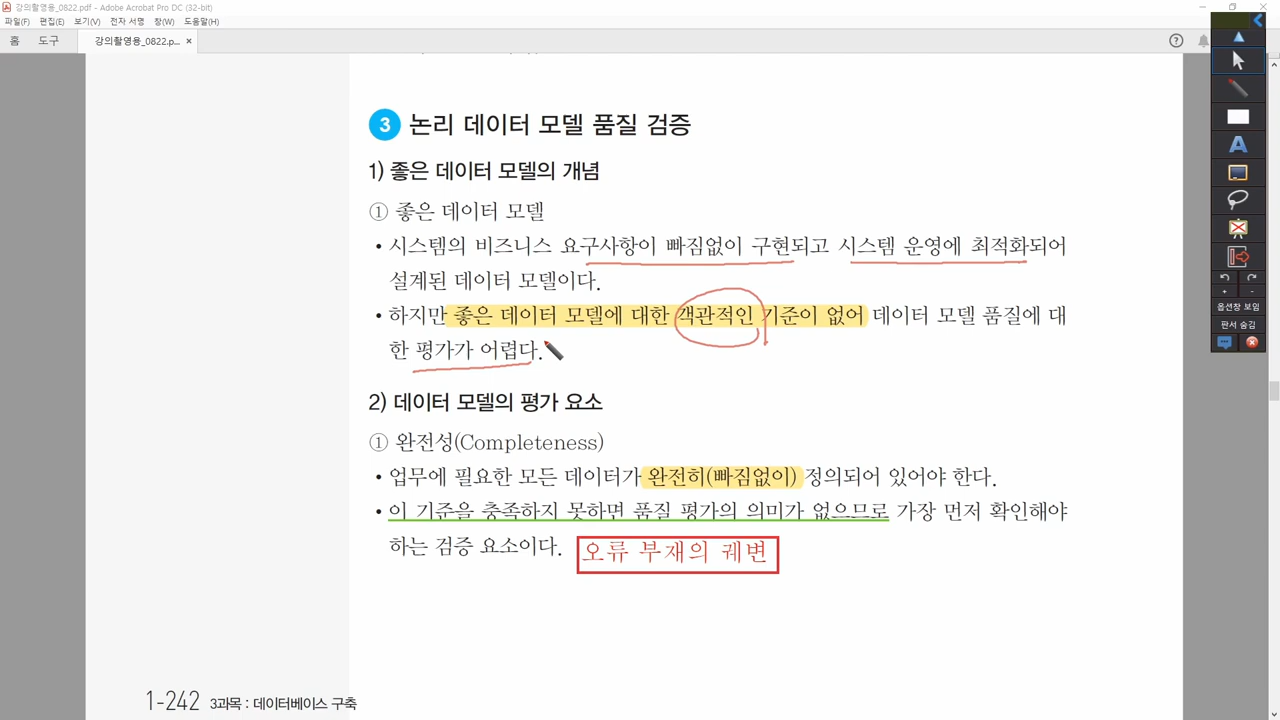 강의촬영용_0822.pdf - Adobe Acrobat Pro DC (32-bit)
파일(F) 편집(E) 보기(V) 전자 서명 창(W) 도움말(H)
홈 도구 강의촬영용_0822.p... ×
3 논리 데이터 모델 품질 검증
1) 좋은 데이터 모델의 개념
① 좋은 데이터 모델
• 시스템의 비즈니스 요구사항이 빠짐없이 구현되고 시스템 운영에 최적화되어
설계된 데이터 모델이다.
• 하지만 좋은 데이터 모델에 대한 객관적인 기준이 없어 데이터 모델 품질에 대
한 평가가 어렵다.
2) 데이터 모델의 평가 요소
① 완전성(Completeness)
• 업무에 필요한 모든 데이터가 완전히(빠짐없이) 정의되어 있어야 한다.
• 이 기준을 충족하지 못하면 품질 평가의 의미가 없으므로 가장 먼저 확인해야
하는 검증 요소이다.
오류 부재의 궤변
1-242 3과목 : 데이터베이스 구축
A
옵션창 보임
판서 숨김